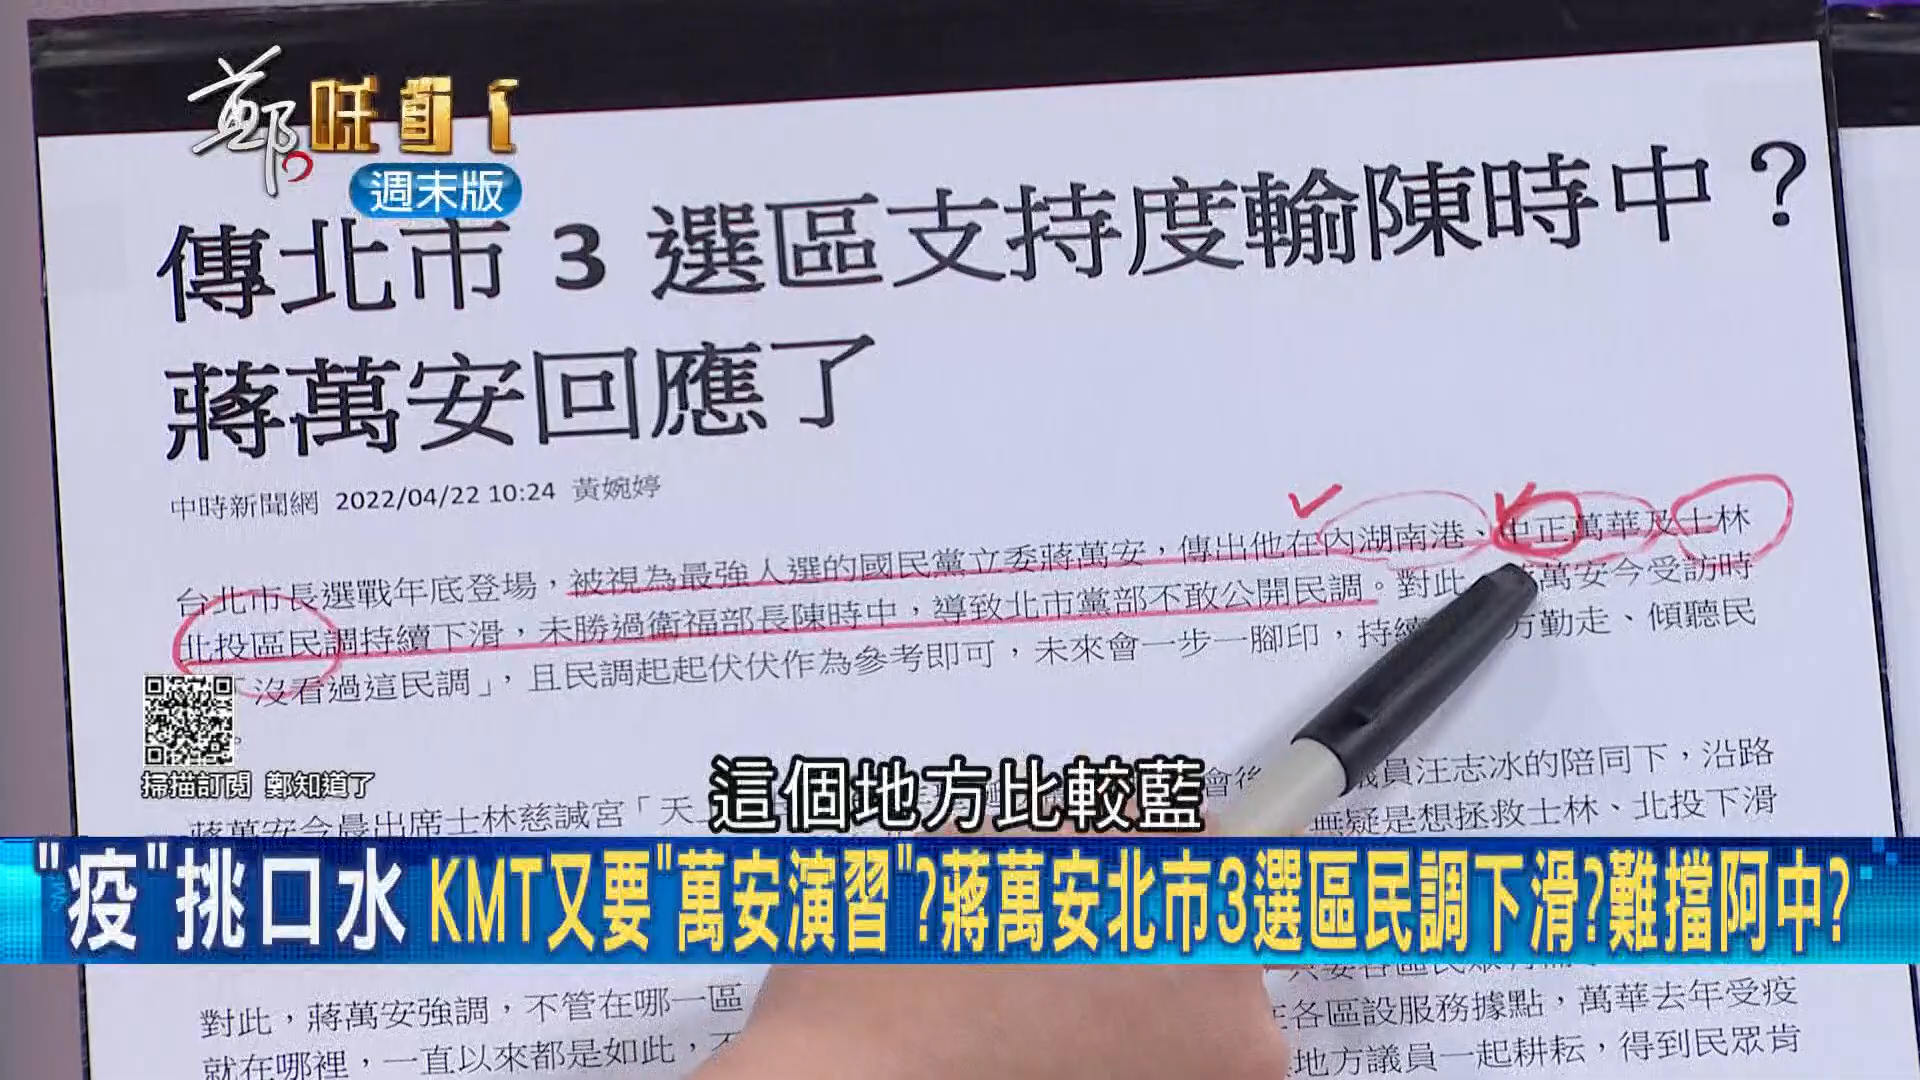 鄭
週末版
傳北市 3 選區支持度輸陳時中？
蔣萬安回應了
中時新聞網 2022/04/22 10:24 黃婉婷
台北市長選戰年底登場，被視為最強人選的國民黨立委蔣萬安，傳出他在內湖南港、中正萬華及士林
北投區民調持續下滑，未勝過衛福部長陳時中，導致北市黨部不敢公開民調。對此 萬安今受訪時
「沒看過這民調」，且民調起起伏伏作為參考即可，未來會一步一腳印，持續 方勤走、傾聽民
掃描訂閱 鄭知道了
這個地方比較藍
會後 議員汪志冰的陪同下，沿路
蔣萬安今晨出席士林慈諴宮「天 無疑是想拯救士林、北投下滑
"疫"挑口水 KMT又要"萬安演習"?蔣萬安北市3選區民調下滑?難擋阿中?
對此，蔣萬安強調，不管在哪一區 各區設服務據點，萬華去年受疫
就在哪裡，一直以來都是如此， 地方議員一起耕耘，得到民眾肯